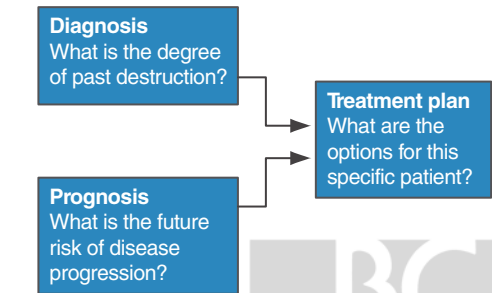 Diagnosis
What is the degree
of past destruction?
Treatment plan
What are the
options for this
specific patient?
Prognosis
What is the future
risk of disease
progression?